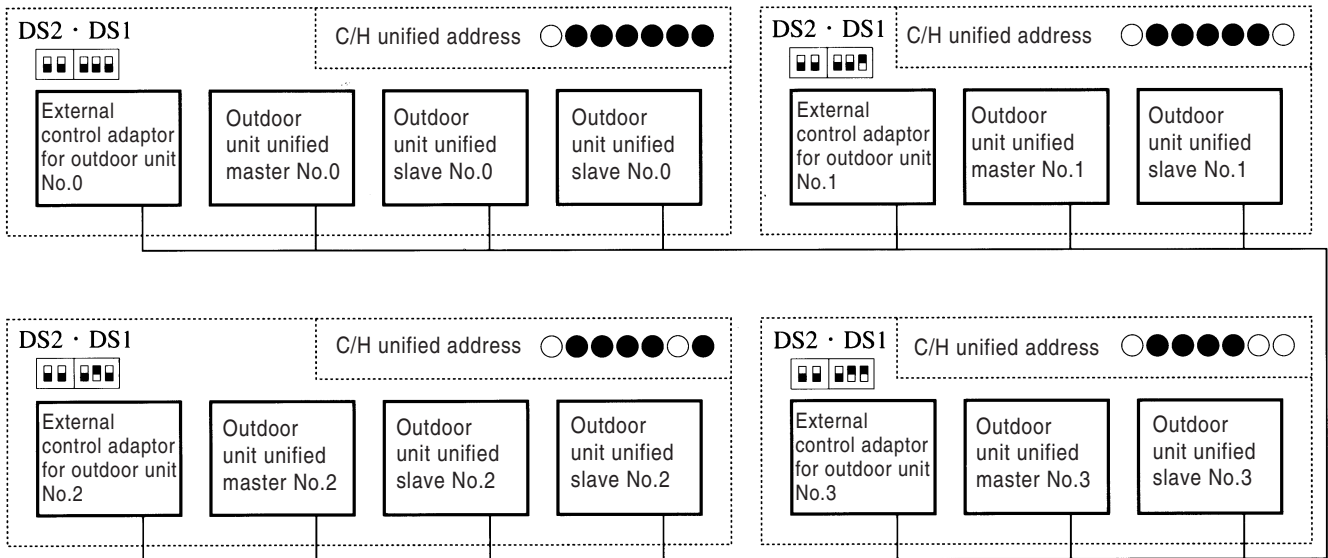 DS2 · DS1
C/H unified address
External
control adaptor
for outdoor unit
No.0
Outdoor
unit unified
master No.0
Outdoor
unit unified
slave No.0
Outdoor
unit unified
slave No.0
DS2 · DS1
C/H unified address
External
control adaptor
for outdoor unit
No.1
Outdoor
unit unified
master No.1
Outdoor
unit unified
slave No.1
DS2 · DS1
C/H unified address
External
control adaptor
for outdoor unit
No.2
Outdoor
unit unified
master No.2
Outdoor
unit unified
slave No.2
Outdoor
unit unified
slave No.2
DS2 · DS1
C/H unified address
External
control adaptor
for outdoor unit
No.3
Outdoor
unit unified
master No.3
Outdoor
unit unified
slave No.3